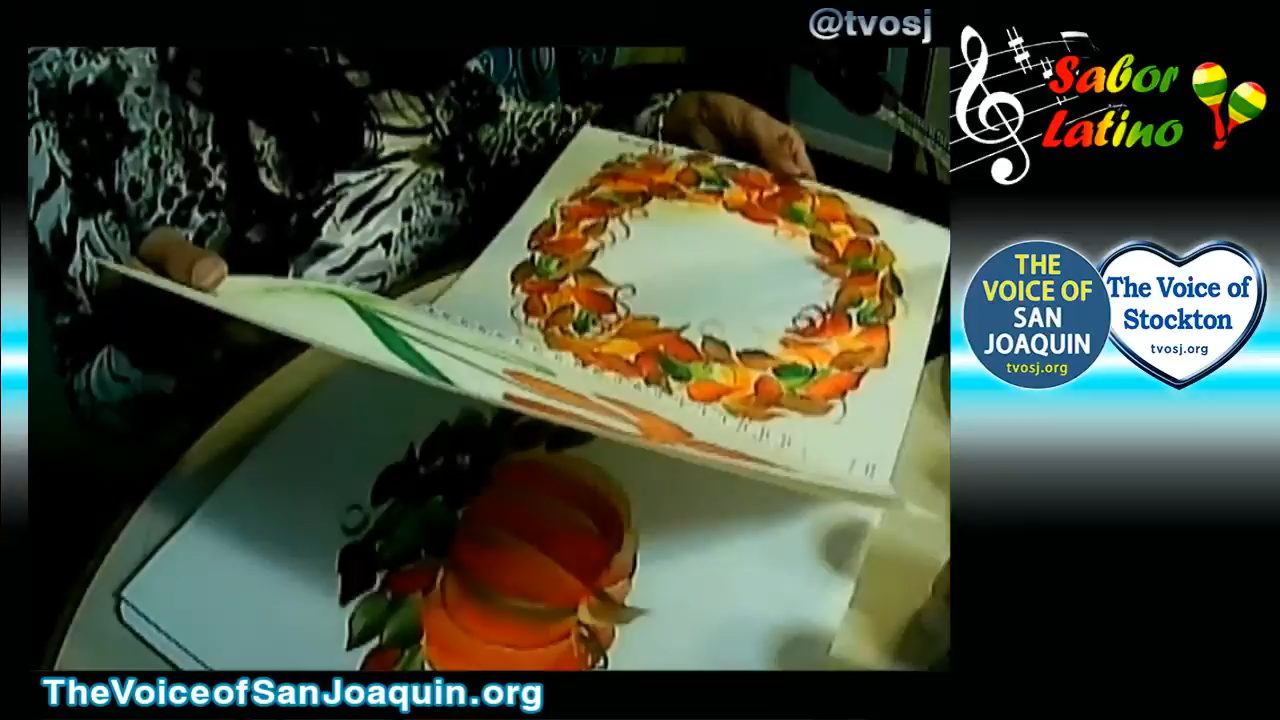 @tvosj
Sabor
Latino
THE
VOICE OF
SAN
JOAQUIN
tvosj.org
The Voice of
Stockton
tvosj.org
TheVoiceofSanJoaquin.org